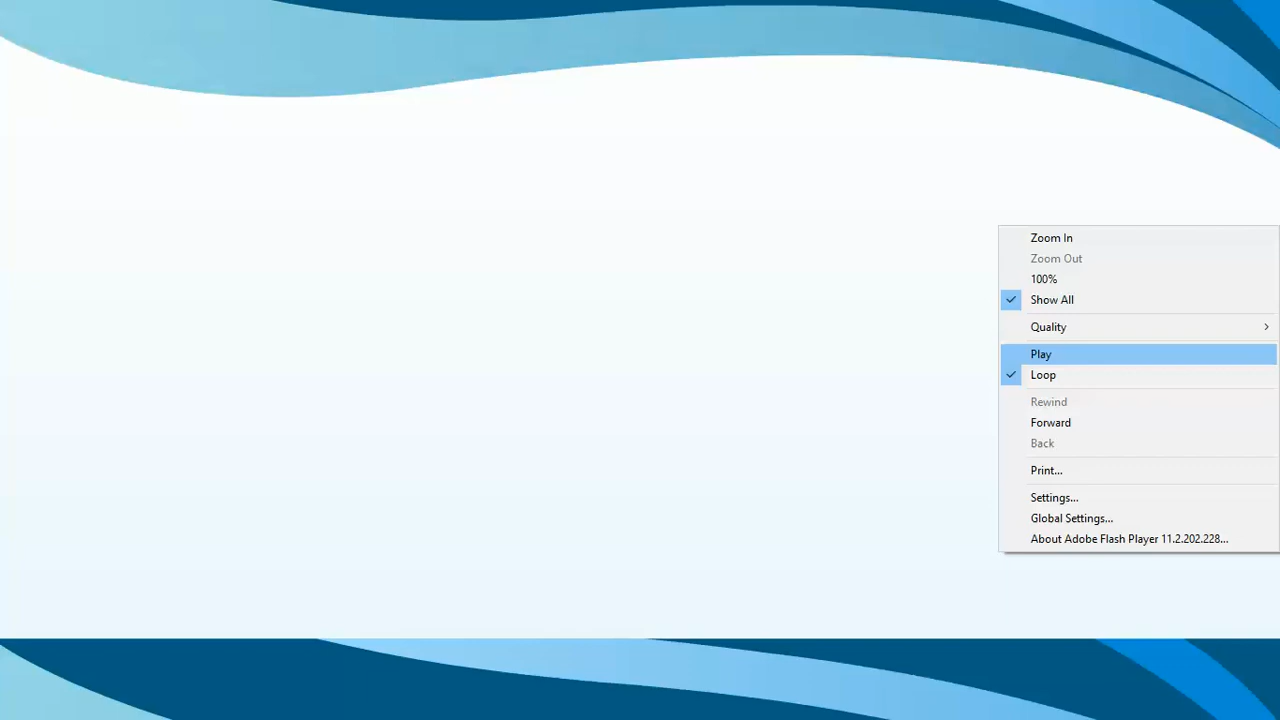 Zoom In
Zoom Out
100%
Show All
Quality
Play
Loop
Rewind
Forward
Back
Print...
Settings...
Global Settings...
About Adobe Flash Player 11.2.202.228...